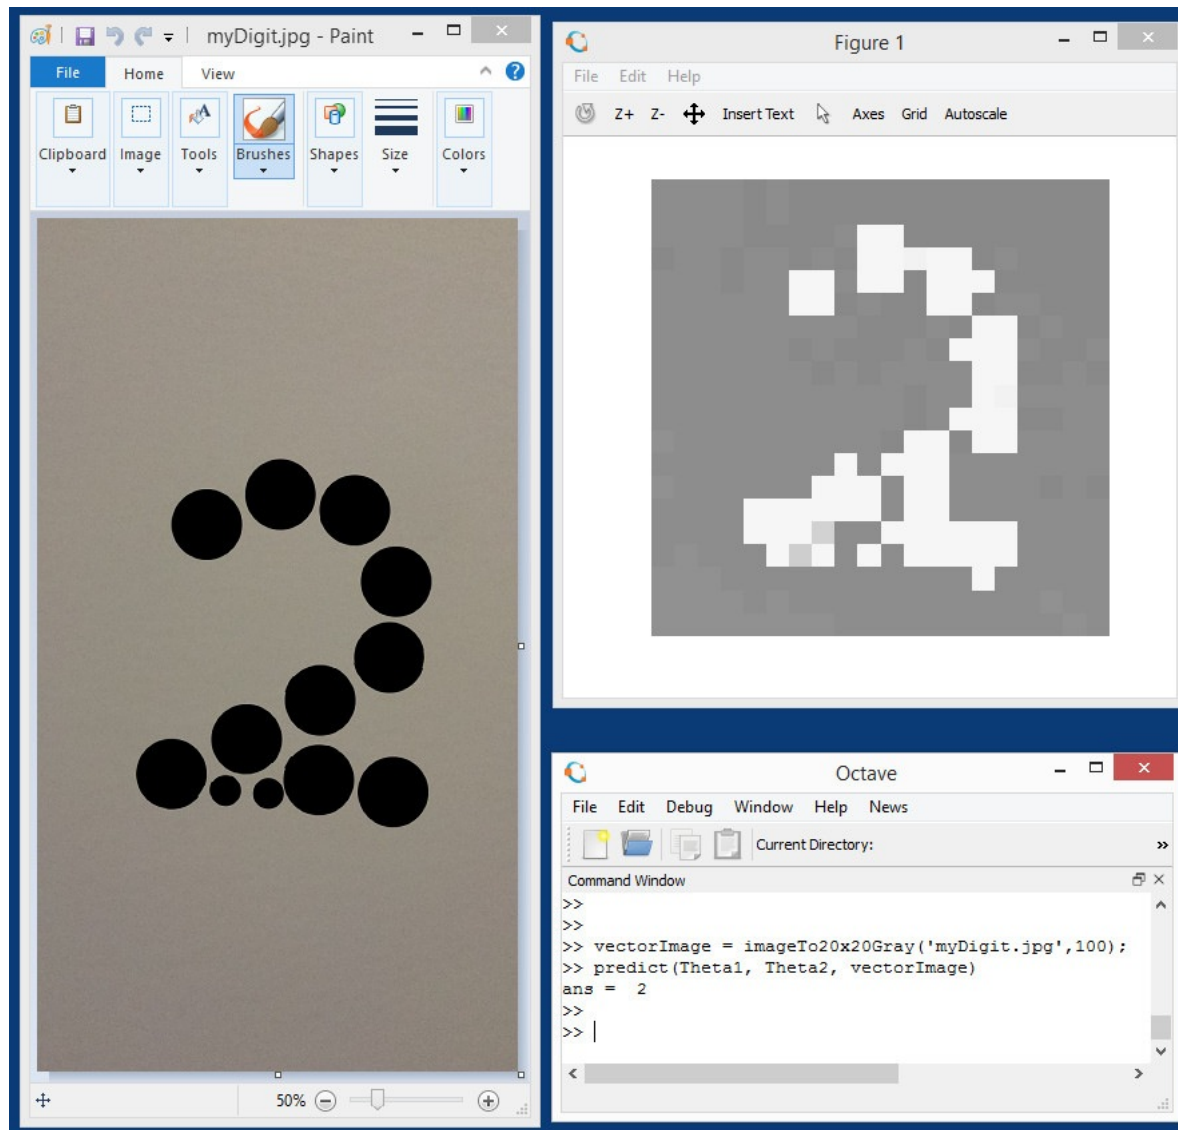 myDigit.jpg - Paint
File Home View
Clipboard Image Tools Brushes Shapes Size Colors
50%
Figure 1
File Edit Help
Z+ Z- Insert Text Axes Grid Autoscale
Octave
File Edit Debug Window Help News
Current Directory: »
Command Window
>>
>>
>> vectorImage = imageTo20x20Gray('myDigit.jpg',100);
>> predict(Theta1, Theta2, vectorImage)
ans =  2
>>
>>